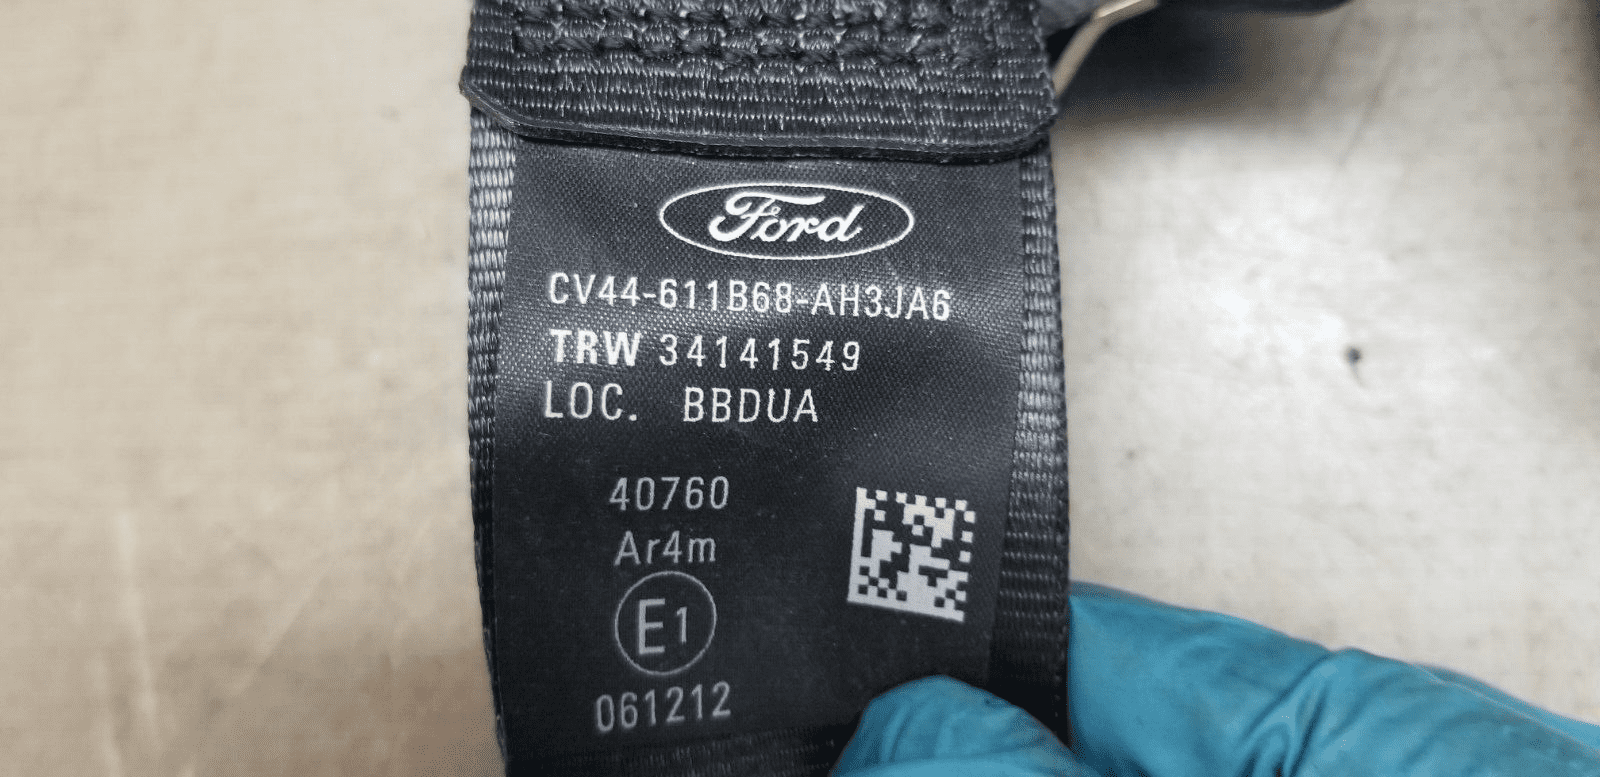 Ford
CV44-611B68-AH3JA6
TRW 34141549
LOC. BBDUA
40760
Ar4m
E1
061212